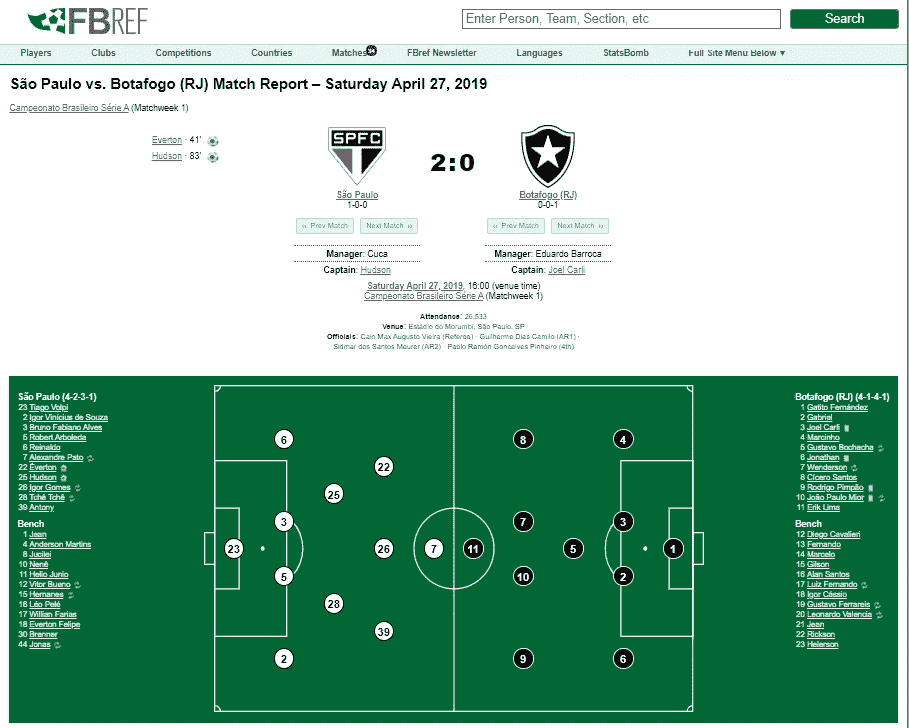 FBREF
Enter Person, Team, Section, etc
Search
Players Clubs Competitions Countries Matches 34 FBref Newsletter Languages StatsBomb Full Site Menu Below ▼
São Paulo vs. Botafogo (RJ) Match Report – Saturday April 27, 2019
Campeonato Brasileiro Série A (Matchweek 1)
Everton · 41'
Hudson · 83'
SPFC
São Paulo
1-0-0
2:0
Botafogo (RJ)
0-0-1
‹‹ Prev Match Next Match ››
‹‹ Prev Match Next Match ››
Manager: Cuca
Captain: Hudson
Manager: Eduardo Barroca
Captain: Joel Carli
Saturday April 27, 2019, 16:00 (venue time)
Campeonato Brasileiro Série A (Matchweek 1)
Attendance: 26,533
Venue: Estádio do Morumbi, São Paulo, SP
Officials: Caio Max Augusto Vieira (Referee) · Guilherme Dias Camilo (AR1) ·
Sidmar dos Santos Meurer (AR2) · Pablo Ramón Gonçalves Pinheiro (4th)
São Paulo (4-2-3-1)
23 Tiago Volpi
2 Igor Vinícius de Souza
3 Bruno Fabiano Alves
5 Robert Arboleda
6 Reinaldo
7 Alexandre Pato
22 Éverton
25 Hudson
26 Igor Gomes
28 Tchê Tchê
39 Antony
Bench
1 Jean
4 Anderson Martins
8 Jucilei
10 Nenê
11 Helio Junio
12 Vitor Bueno
15 Hernanes
16 Léo Pelé
17 Willian Farias
18 Everton Felipe
30 Brenner
44 Jonas
6
22
25
3
23
26
7
5
28
39
2
8
4
7
3
11
5
1
10
2
9
6
Botafogo (RJ) (4-1-4-1)
1 Gatito Fernández
2 Gabriel
3 Joel Carli
4 Marcinho
5 Gustavo Bochecha
6 Jonathan
7 Wenderson
8 Cícero Santos
9 Rodrigo Pimpão
10 João Paulo Mior
11 Erik Lima
Bench
12 Diego Cavalieri
13 Fernando
14 Marcelo
15 Gilson
16 Alan Santos
17 Luiz Fernando
18 Igor Cássio
19 Gustavo Ferrareis
20 Leonardo Valencia
21 Jean
22 Rickson
23 Helerson